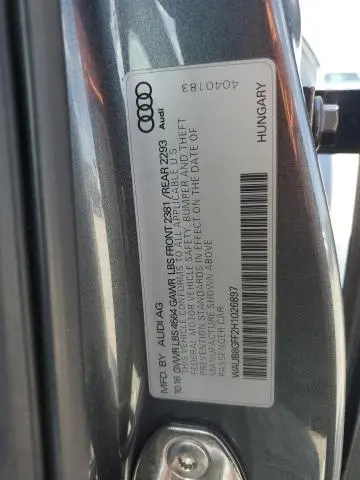 4040183
Audi
MFD. BY AUDI AG
HUNGARY
10 16 GVWR LBS 4564 GAWR LBS FRONT 2381 / REAR 2293
THIS VEHICLE CONFORMS TO ALL APPLICABLE U.S.
FEDERAL MOTOR VEHICLE SAFETY, BUMPER AND THEFT
PREVENTION STANDARDS IN EFFECT ON THE DATE OF
MANUFACTURE SHOWN ABOVE
PASSENGER CAR
WAUB8GFF2H1026897